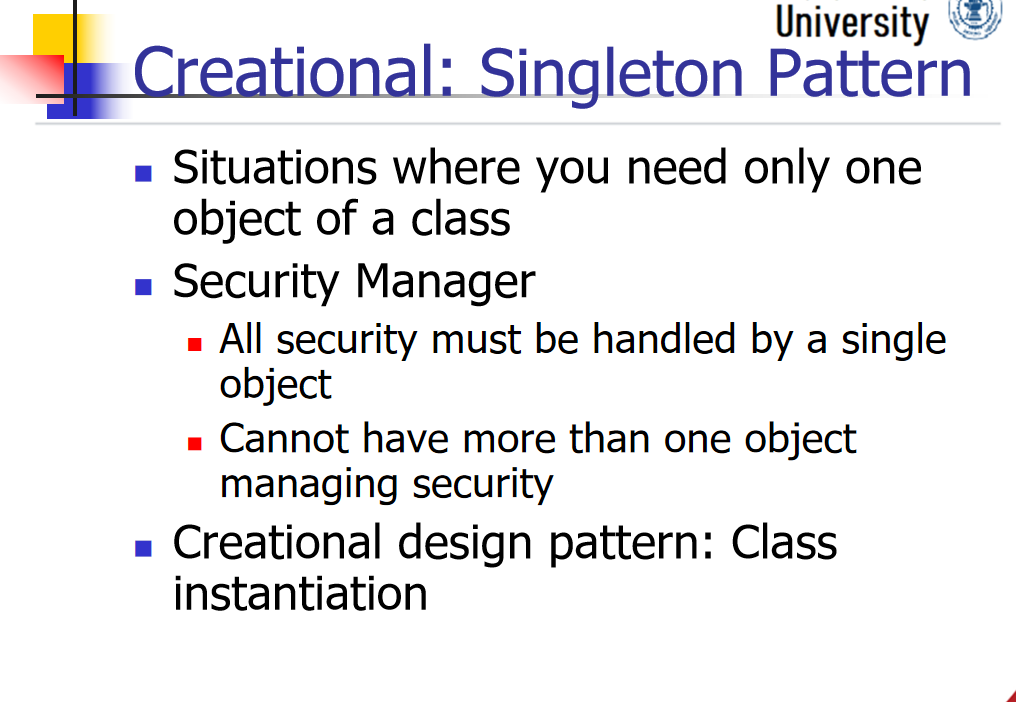 University
Creational: Singleton Pattern
Situations where you need only one
object of a class
Security Manager
All security must be handled by a single
object
Cannot have more than one object
managing security
Creational design pattern: Class
instantiation